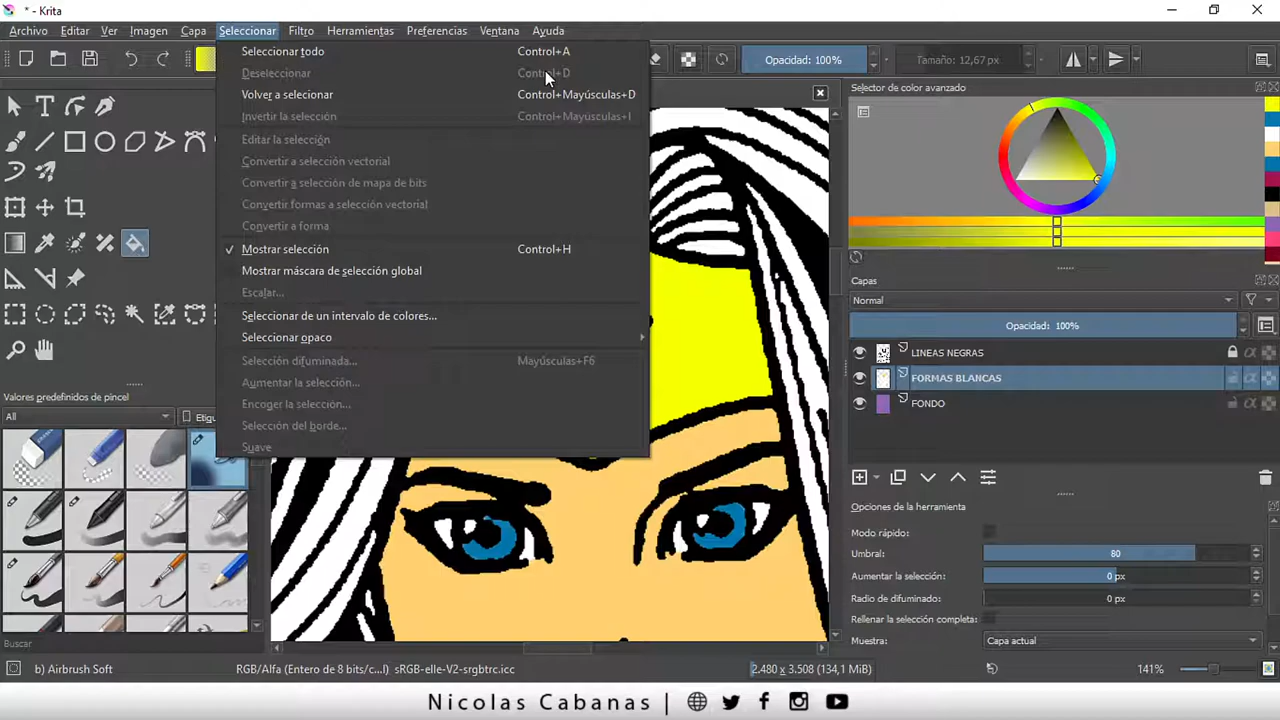 * - Krita
Archivo Editar Ver Imagen Capa Seleccionar Filtro Herramientas Preferencias Ventana Ayuda
Opacidad: 100%
Tamaño: 12,67 px
Seleccionar todo Control+A
Deseleccionar Control+D
Volver a selecionar Control+Mayúsculas+D
Invertir la selección Control+Mayúsculas+I
Editar la selección
Convertir a selección vectorial
Convertir a selección de mapa de bits
Convertir formas a selección vectorial
Convertir a forma
Mostrar selección Control+H
Mostrar máscara de selección global
Escalar...
Seleccionar de un intervalo de colores...
Seleccionar opaco
Selección difuminada... Mayúsculas+F6
Aumentar la selección...
Encoger la selección...
Selección del borde...
Suave
Valores predefinidos de pincel
All
Etiqu
Buscar
Selector de color avanzado
Capas
Normal
Opacidad: 100%
LINEAS NEGRAS
FORMAS BLANCAS
FONDO
Opciones de la herramienta
Modo rápido:
Umbral: 80
Aumentar la selección: 0 px
Radio de difuminado: 0 px
Rellenar la selección completa:
Muestra: Capa actual
b) Airbrush Soft
RGB/Alfa (Entero de 8 bits/c...l) sRGB-elle-V2-srgbtrc.icc
2.480 x 3.508 (134,1 MiB)
141%
Nicolas Cabanas |